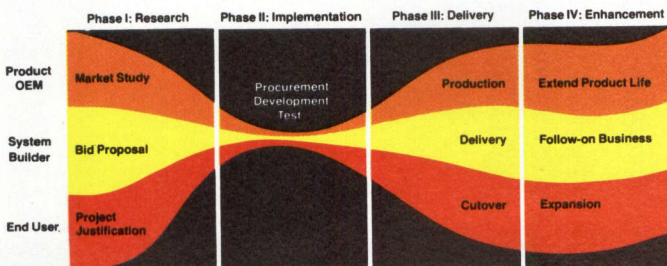 Phase I: Research
Phase II: Implementation
Phase III: Delivery
Phase IV: Enhancement
Product
OEM
Market Study
Procurement
Development
Test
Production
Extend Product Life
System
Builder
Bid Proposal
Delivery
Follow-on Business
End User
Project
Justification
Cutover
Expansion